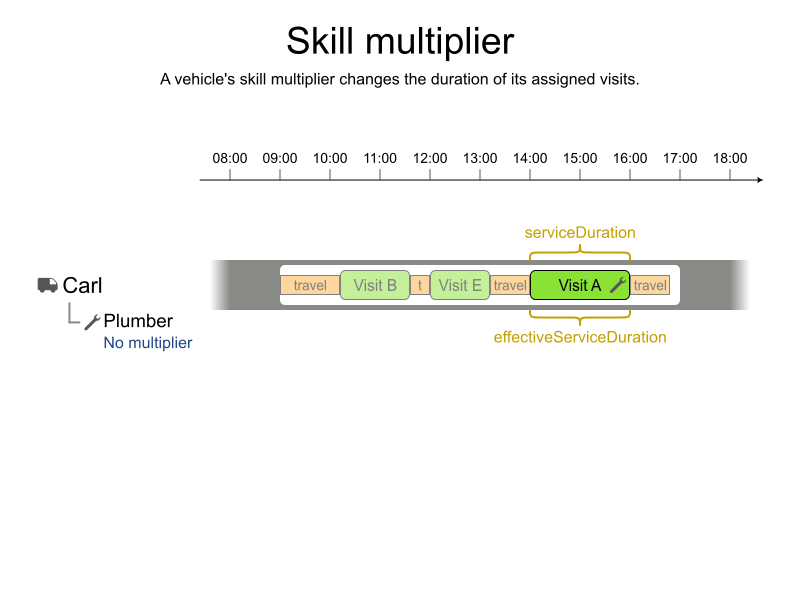 Skill multiplier
A vehicle's skill multiplier changes the duration of its assigned visits.
08:00 09:00 10:00 11:00 12:00 13:00 14:00 15:00 16:00 17:00 18:00
serviceDuration
Carl
travel Visit B t Visit E travel Visit A travel
Plumber
effectiveServiceDuration
No multiplier